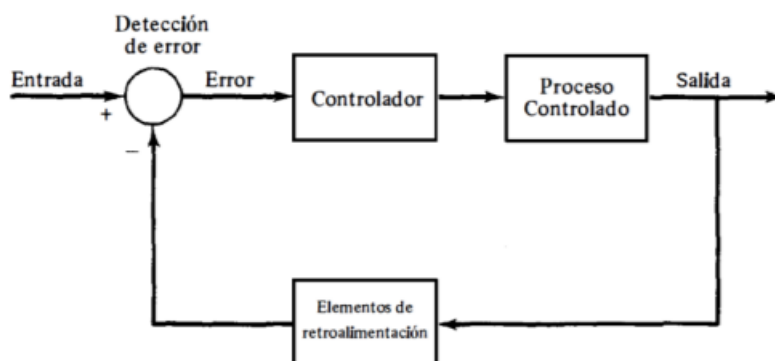 Detección
de error
Entrada
+
−
Error
Controlador
Proceso
Controlado
Salida
Elementos de
retroalimentación